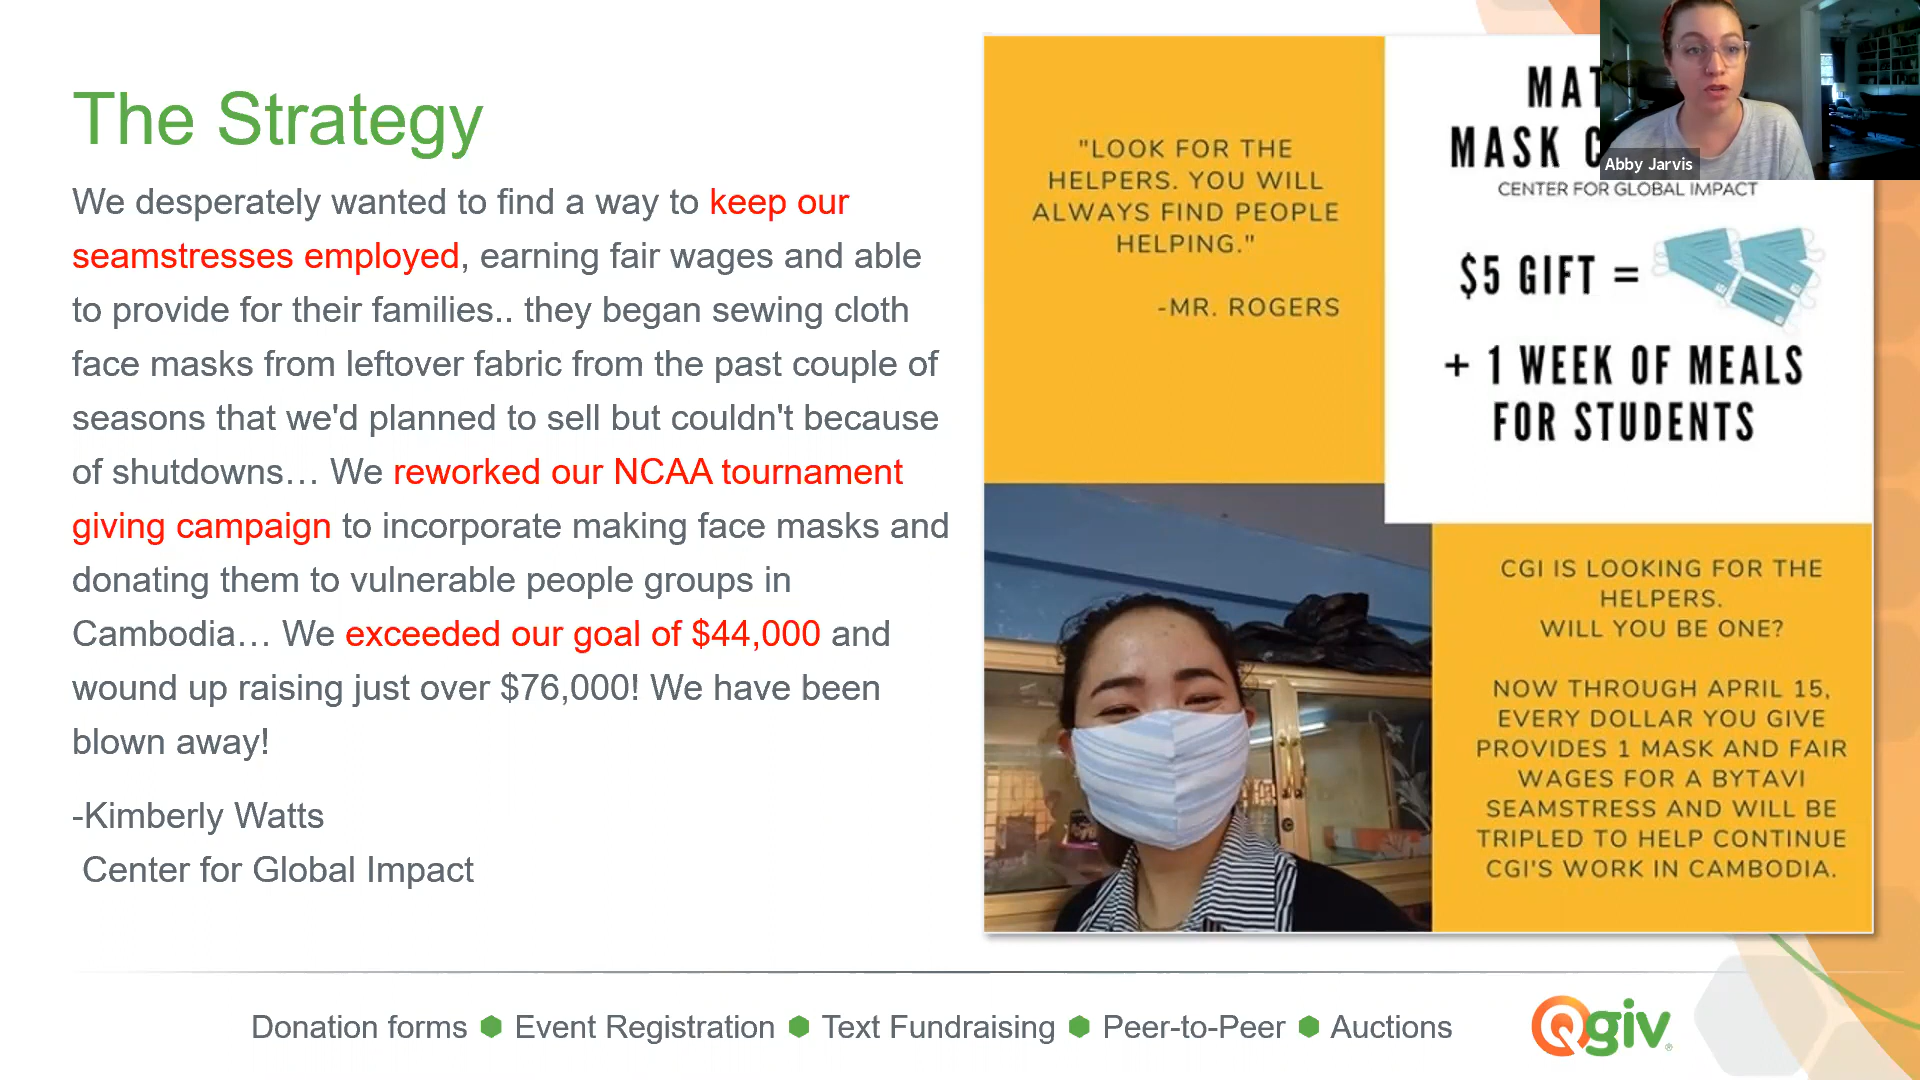 The Strategy
We desperately wanted to find a way to keep our
seamstresses employed, earning fair wages and able
to provide for their families.. they began sewing cloth
face masks from leftover fabric from the past couple of
seasons that we'd planned to sell but couldn't because
of shutdowns… We reworked our NCAA tournament
giving campaign to incorporate making face masks and
donating them to vulnerable people groups in
Cambodia… We exceeded our goal of $44,000 and
wound up raising just over $76,000! We have been
blown away!
-Kimberly Watts
Center for Global Impact
"LOOK FOR THE
HELPERS. YOU WILL
ALWAYS FIND PEOPLE
HELPING."
-MR. ROGERS
MASK
CENTER FOR GLOBAL IMPACT
$5 GIFT =
+ 1 WEEK OF MEALS
FOR STUDENTS
Abby Jarvis
CGI IS LOOKING FOR THE
HELPERS.
WILL YOU BE ONE?
NOW THROUGH APRIL 15,
EVERY DOLLAR YOU GIVE
PROVIDES 1 MASK AND FAIR
WAGES FOR A BYTAVI
SEAMSTRESS AND WILL BE
TRIPLED TO HELP CONTINUE
CGI'S WORK IN CAMBODIA.
Donation forms Event Registration Text Fundraising Peer-to-Peer Auctions
Qgiv